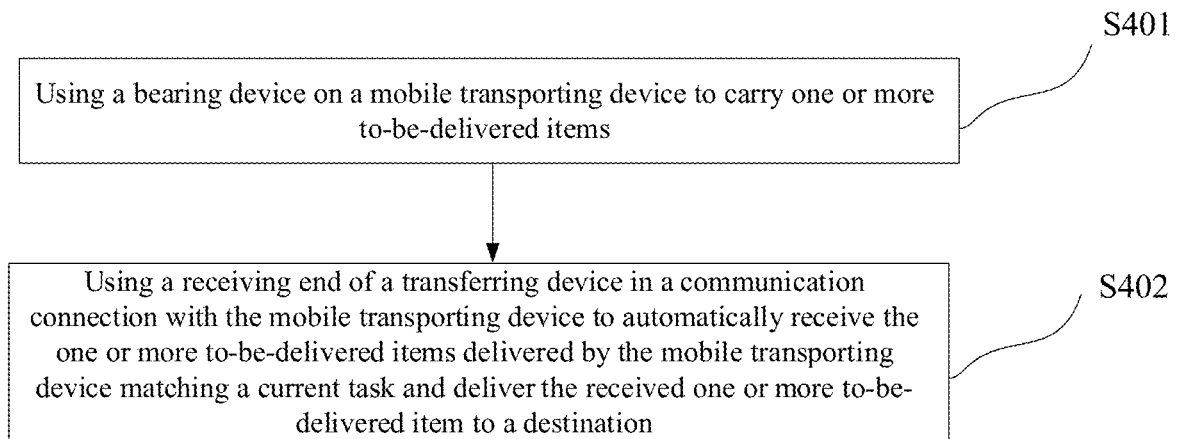 S401
Using a bearing device on a mobile transporting device to carry one or more
to-be-delivered items
Using a receiving end of a transferring device in a communication
connection with the mobile transporting device to automatically receive the
one or more to-be-delivered items delivered by the mobile transporting
device matching a current task and deliver the received one or more to-be-
delivered item to a destination
S402